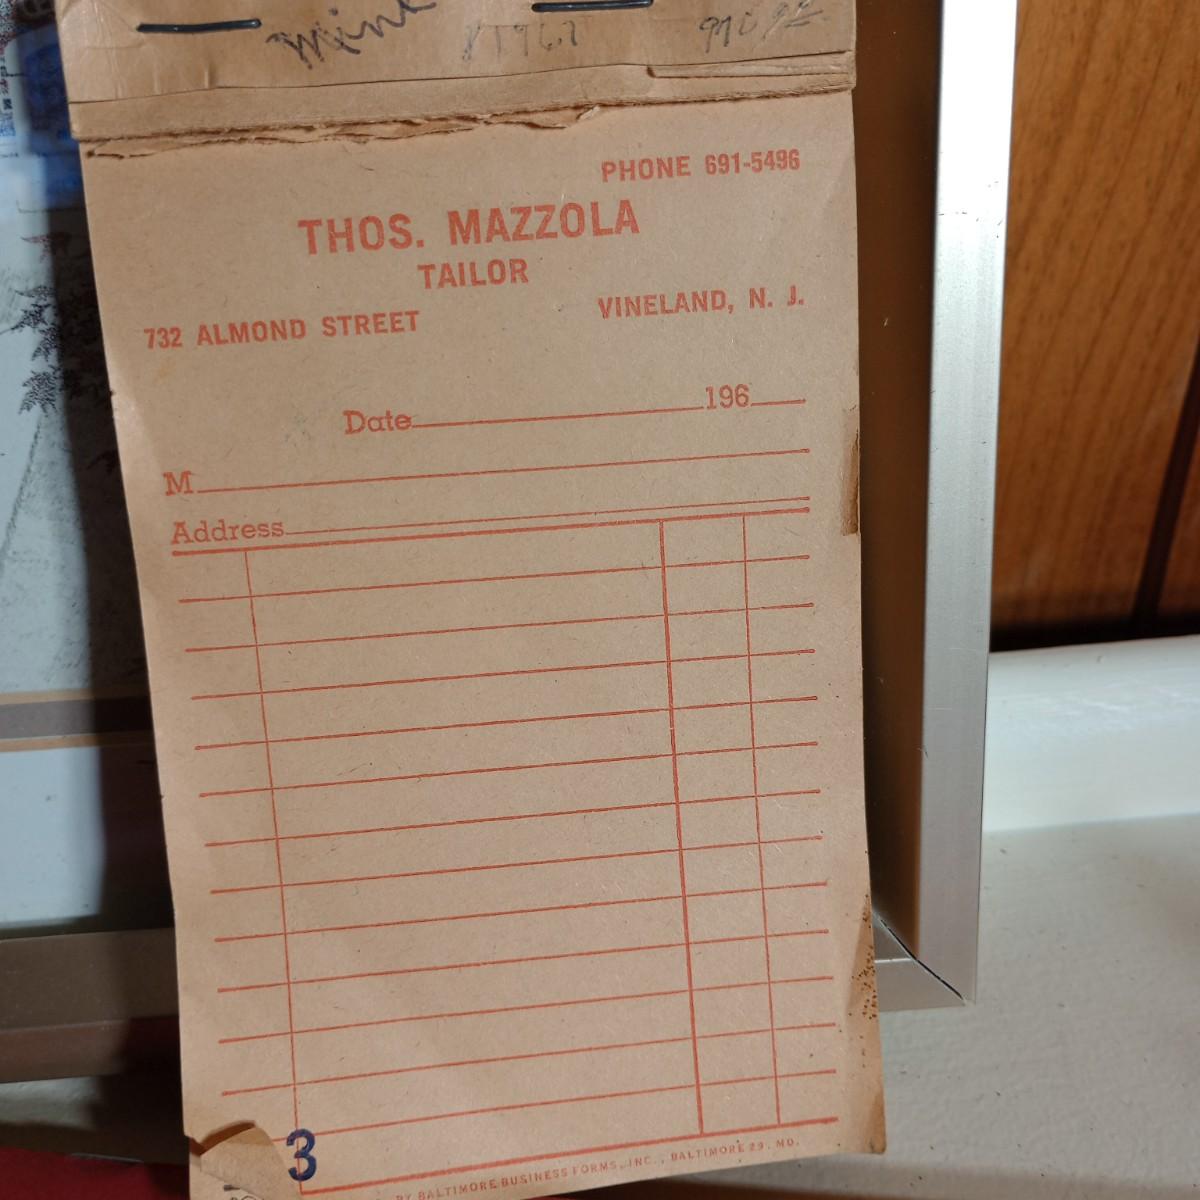 PHONE 691-5496
THOS. MAZZOLA
TAILOR
732 ALMOND STREET VINELAND, N. J.
Date 196
M
Address
3
BY BALTIMORE BUSINESS FORMS, INC., BALTIMORE 29, MD.